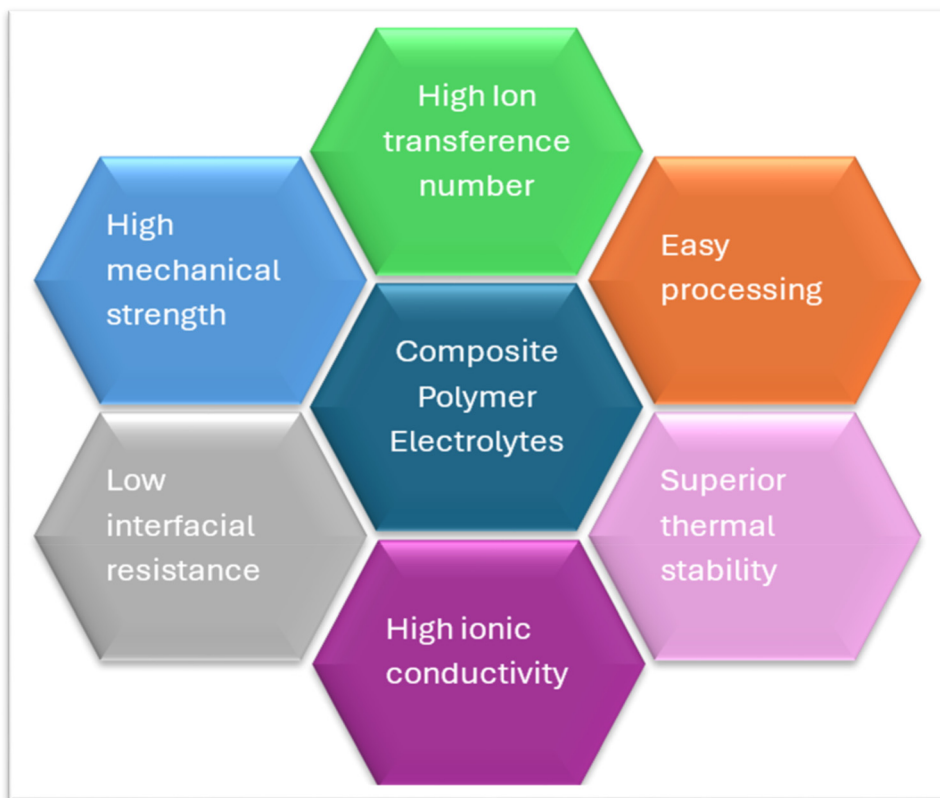 High Ion
transference
number
High
mechanical
strength
Easy
processing
Composite
Polymer
Electrolytes
Low
interfacial
resistance
Superior
thermal
stability
High ionic
conductivity